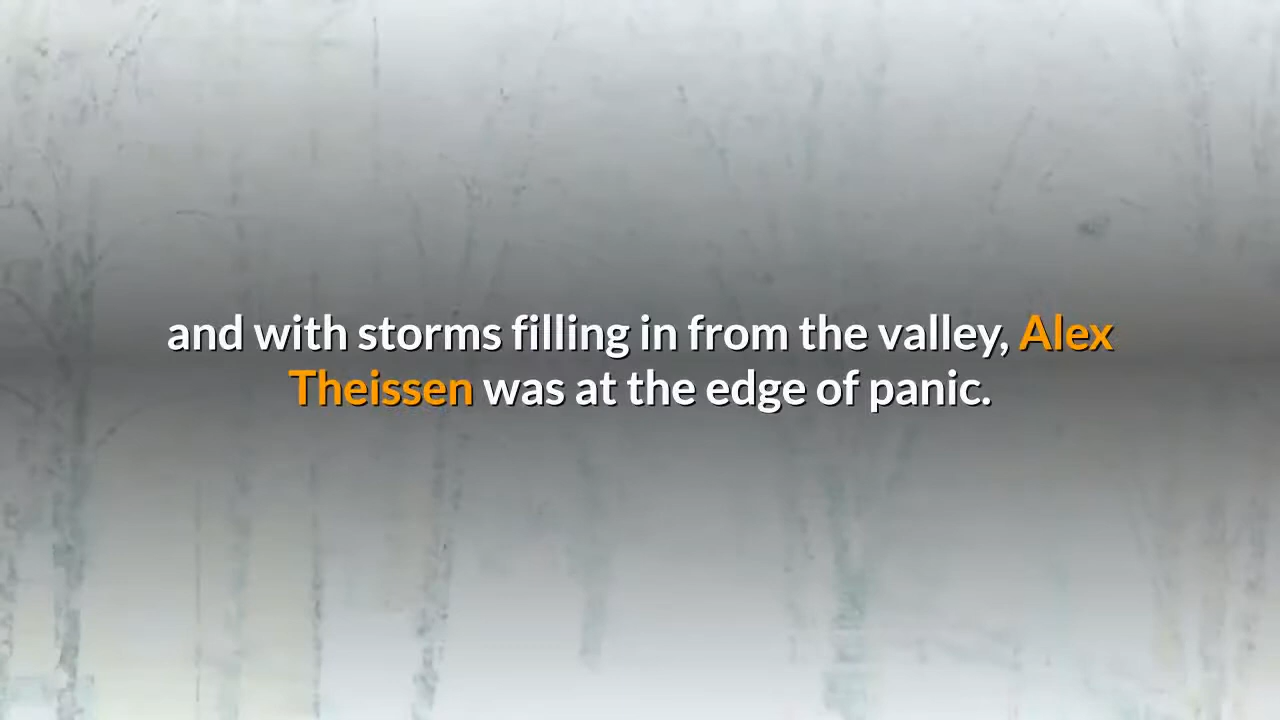 and with storms filling in from the valley, Alex
Theissen was at the edge of panic.